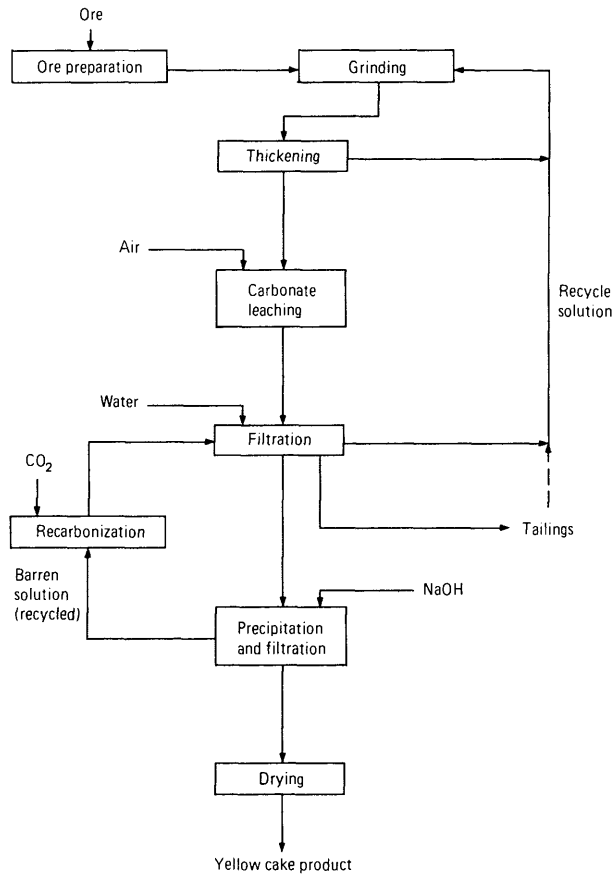 Ore
Ore preparation
Grinding
Thickening
Air
Carbonate
leaching
Recycle
solution
Water
Filtration
CO₂
Recarbonization
Tailings
Barren
solution
(recycled)
NaOH
Precipitation
and filtration
Drying
Yellow cake product